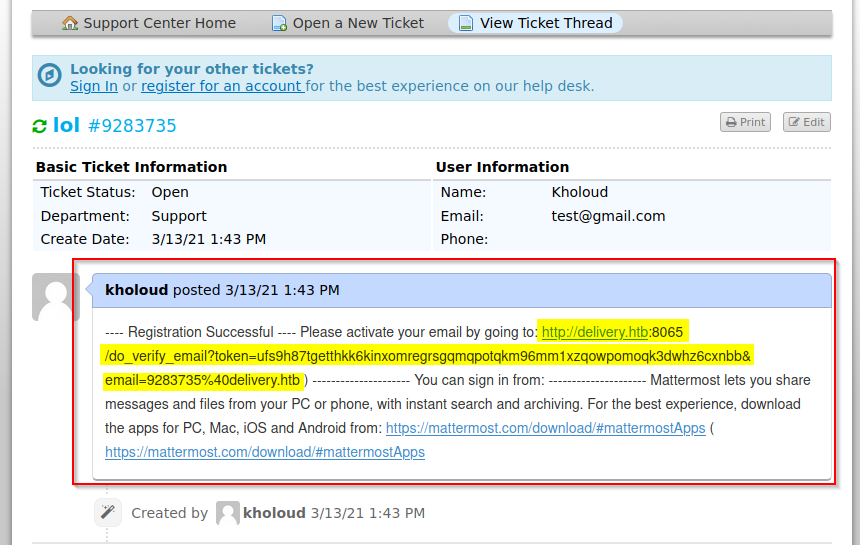 Support Center Home Open a New Ticket View Ticket Thread
Looking for your other tickets?
Sign In or register for an account for the best experience on our help desk.
lol #9283735 Print Edit
Basic Ticket Information User Information
Ticket Status: Open Name: Kholoud
Department: Support Email: test@gmail.com
Create Date: 3/13/21 1:43 PM Phone:
kholoud posted 3/13/21 1:43 PM
---- Registration Successful ---- Please activate your email by going to: http://delivery.htb:8065
/do_verify_email?token=ufs9h87tgetthkk6kinxomregrsgqmqpotqkm96mm1xzqowpomoqk3dwhz6cxnbb&
email=9283735%40delivery.htb ) --------------------- You can sign in from: --------------------- Mattermost lets you share
messages and files from your PC or phone, with instant search and archiving. For the best experience, download
the apps for PC, Mac, iOS and Android from: https://mattermost.com/download/#mattermostApps (
https://mattermost.com/download/#mattermostApps
Created by kholoud 3/13/21 1:43 PM